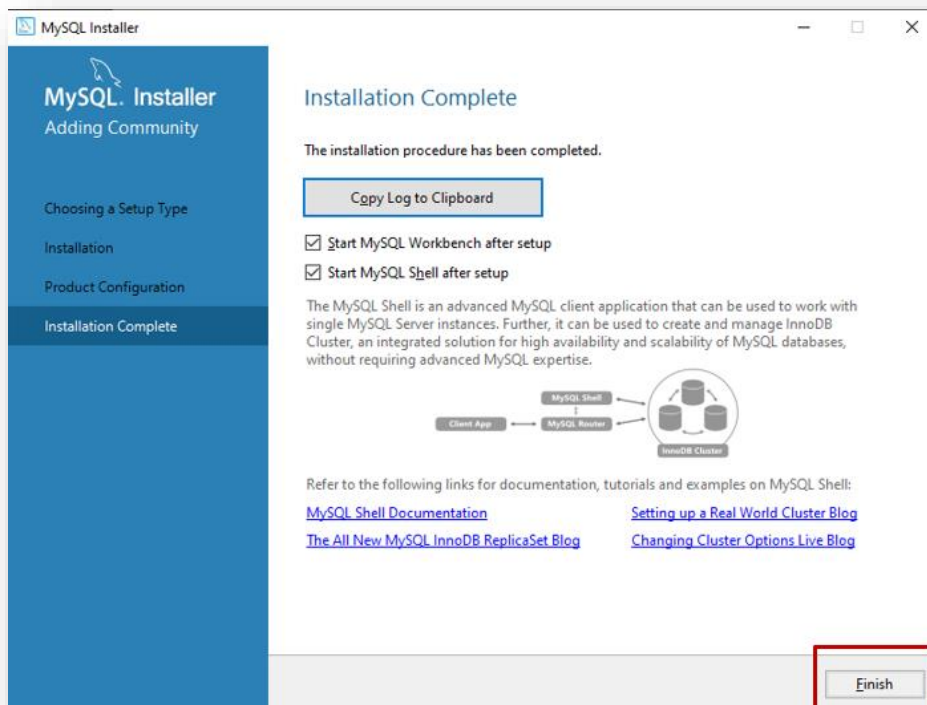 MySQL Installer
MySQL. Installer
Adding Community
Choosing a Setup Type
Installation
Product Configuration
Installation Complete
Installation Complete
The installation procedure has been completed.
Copy Log to Clipboard
Start MySQL Workbench after setup
Start MySQL Shell after setup
The MySQL Shell is an advanced MySQL client application that can be used to work with
single MySQL Server instances. Further, it can be used to create and manage InnoDB
Cluster, an integrated solution for high availability and scalability of MySQL databases,
without requiring advanced MySQL expertise.
MySQL Shell
Client App
MySQL Router
InnoDB Cluster
Refer to the following links for documentation, tutorials and examples on MySQL Shell:
MySQL Shell Documentation
Setting up a Real World Cluster Blog
The All New MySQL InnoDB ReplicaSet Blog
Changing Cluster Options Live Blog
Finish